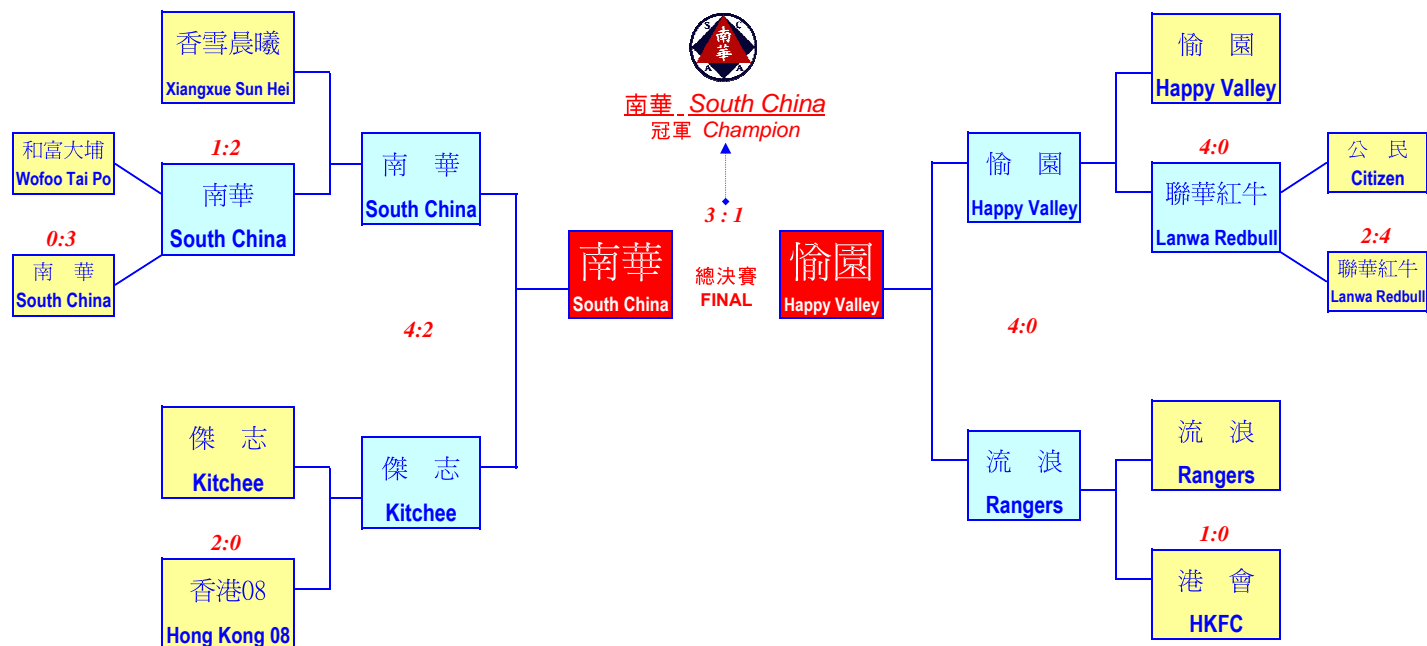 香雪晨曦
Xiangxue Sun Hei
和富大埔
Wofoo Tai Po
1:2
南華
South China
0:3
南 華
South China
南 華
South China
4:2
傑 志
Kitchee
2:0
香港08
Hong Kong 08
傑 志
Kitchee
S C
南
華
A A
南華 South China
冠軍 Champion
3 : 1
南華
South China
總決賽
FINAL
愉園
Happy Valley
愉 園
Happy Valley
4:0
愉 園
Happy Valley
4:0
聯華紅牛
Lanwa Redbull
公 民
Citizen
2:4
聯華紅牛
Lanwa Redbull
流 浪
Rangers
流 浪
Rangers
1:0
港 會
HKFC